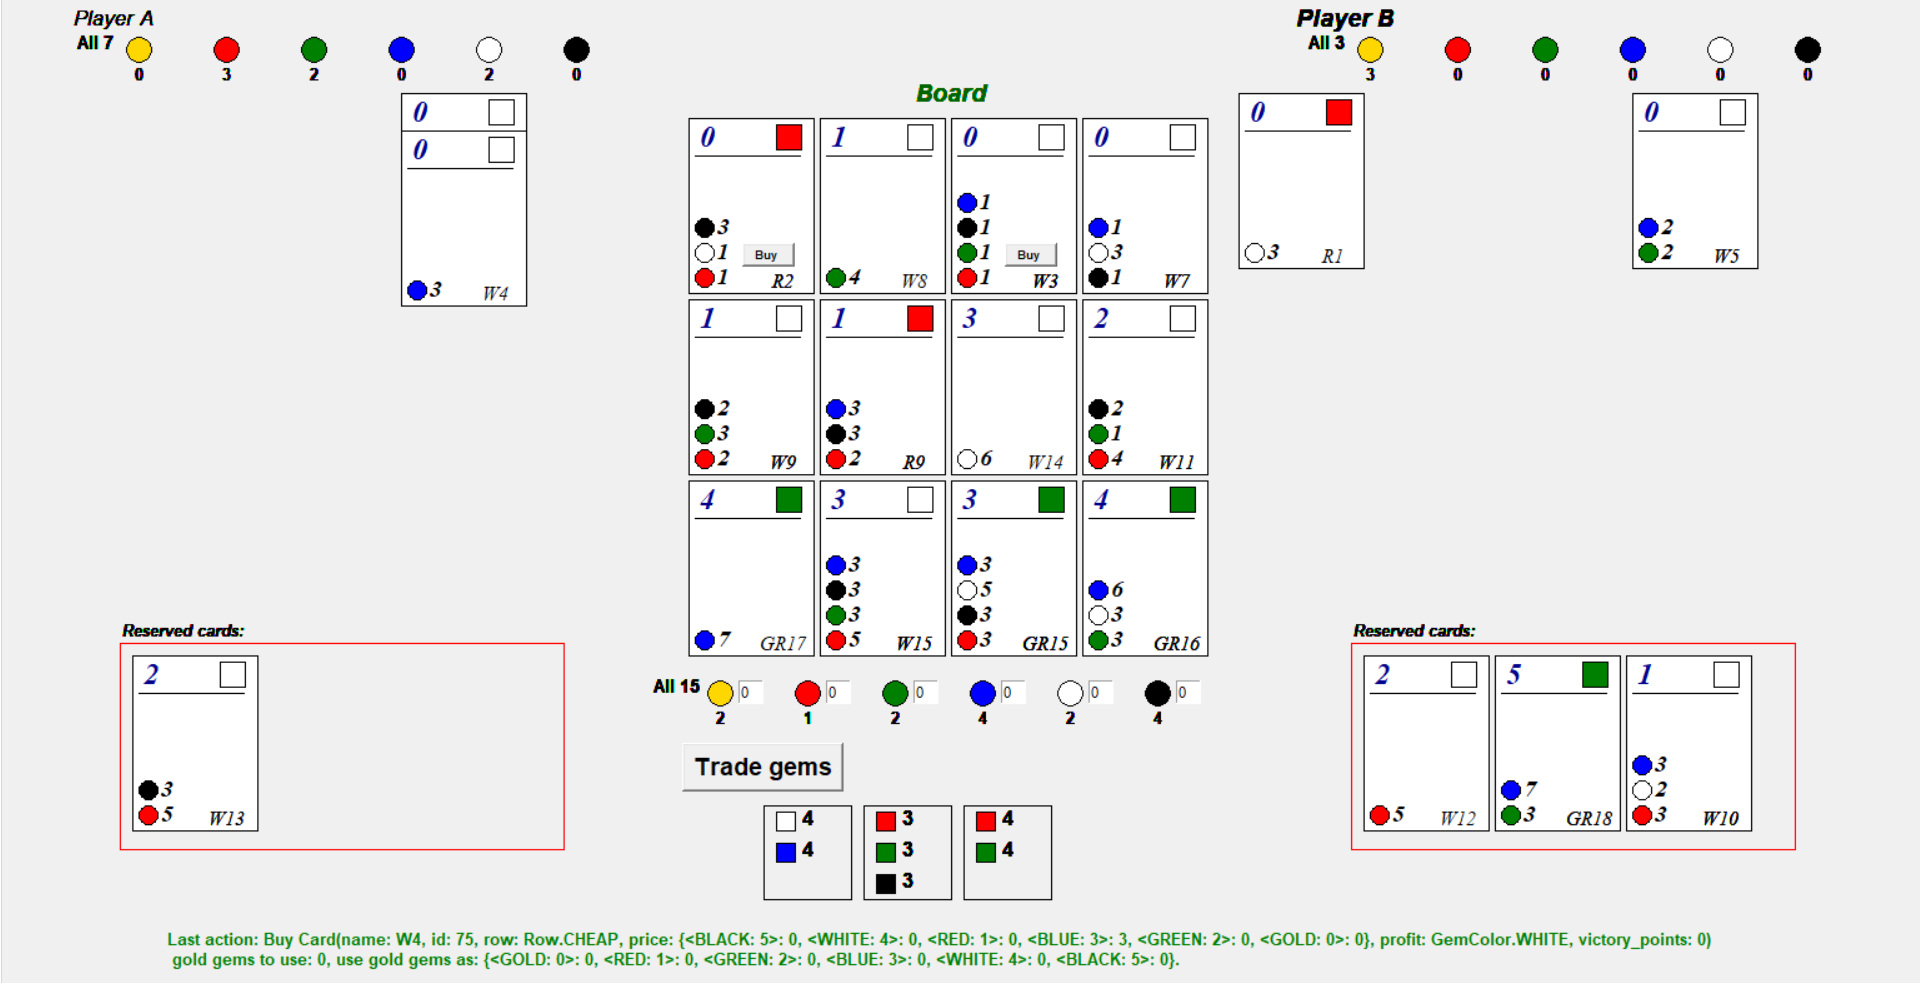 Player A
All 7
0 3 2 0 2 0
Player B
All 3
3 0 0 0 0 0
Board
0
0
3 W4
0
3
1 Buy
1 R2
1
4 W8
0
1
1
1 Buy
1 W3
0
1
3
1 W7
0
3 R1
0
2
2 W5
1
2
3
2 W9
1
3
3
2 R9
3
6 W14
2
2
1
4 W11
4
7 GR17
3
3
3
3
5 W15
3
3
5
3
3 GR15
4
6
3
3 GR16
Reserved cards:
2
3
5 W13
Reserved cards:
2
5 W12
5
7
3 GR18
1
3
2
3 W10
All 15 0 0 0 0 0 0
2 1 2 4 2 4
Trade gems
4
4
3
3
3
4
4
Last action: Buy Card(name: W4, id: 75, row: Row.CHEAP, price: {<BLACK: 5>: 0, <WHITE: 4>: 0, <RED: 1>: 0, <BLUE: 3>: 3, <GREEN: 2>: 0, <GOLD: 0>: 0}, profit: GemColor.WHITE, victory_points: 0)
gold gems to use: 0, use gold gems as: {<GOLD: 0>: 0, <RED: 1>: 0, <GREEN: 2>: 0, <BLUE: 3>: 0, <WHITE: 4>: 0, <BLACK: 5>: 0}.